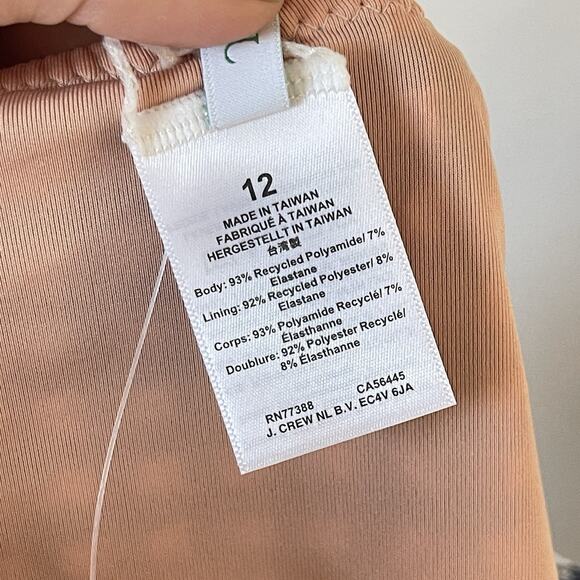 J
12
MADE IN TAIWAN
FABRIQUÉ À TAIWAN
HERGESTELLT IN TAIWAN
台湾製
Body: 93% Recycled Polyamide/ 7%
Elastane
Lining: 92% Recycled Polyester/ 8%
Elastane
Corps: 93% Polyamide Recyclé/ 7%
Élasthanne
Doublure: 92% Polyester Recyclé/
8% Élasthanne
RN77388 CA56445
J. CREW NL B.V. EC4V 6JA